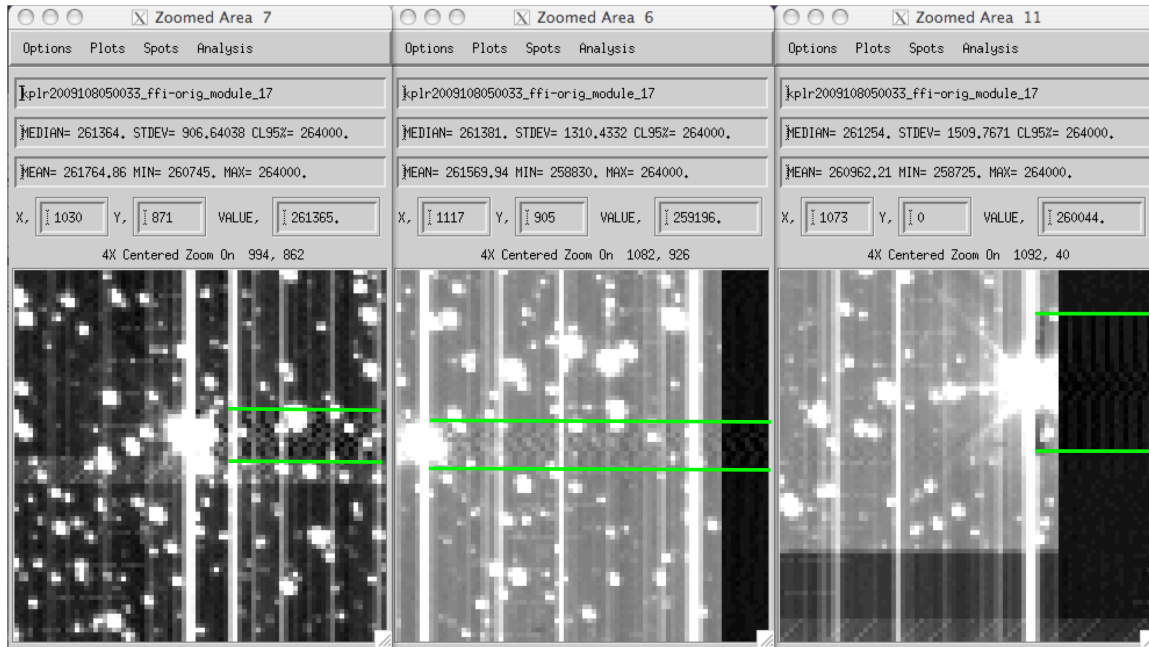 Zoomed Area 7
Options Plots Spots Analysis
kplr2009108050033_ffi-orig_module_17
MEDIAN= 261364. STDEV= 906.64038 CL95%= 264000.
MEAN= 261764.86 MIN= 260745. MAX= 264000.
X, 1030 Y, 871 VALUE, 261365.
4X Centered Zoom On 994, 862
Zoomed Area 6
Options Plots Spots Analysis
kplr2009108050033_ffi-orig_module_17
MEDIAN= 261381. STDEV= 1310.4332 CL95%= 264000.
MEAN= 261569.94 MIN= 258830. MAX= 264000.
X, 1117 Y, 905 VALUE, 259196.
4X Centered Zoom On 1082, 926
Zoomed Area 11
Options Plots Spots Analysis
kplr2009108050033_ffi-orig_module_17
MEDIAN= 261254. STDEV= 1509.7671 CL95%= 264000.
MEAN= 260962.21 MIN= 258725. MAX= 264000.
X, 1073 Y, 0 VALUE, 260044.
4X Centered Zoom On 1092, 40